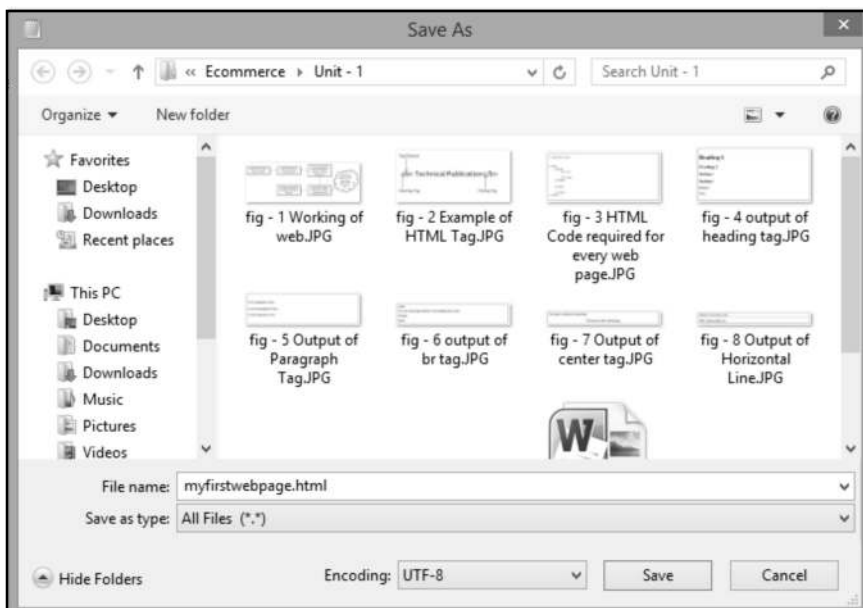 Save As
« Ecommerce ▸ Unit - 1
Search Unit - 1
Organize
New folder
Favorites
Desktop
Downloads
Recent places
This PC
Desktop
Documents
Downloads
Music
Pictures
Videos
fig - 1 Working of
web.JPG
fig - 2 Example of
HTML Tag.JPG
fig - 3 HTML
Code required for
every web
page.JPG
fig - 4 output of
heading tag.JPG
fig - 5 Output of
Paragraph
Tag.JPG
fig - 6 output of
br tag.JPG
fig - 7 Output of
center tag.JPG
fig - 8 Output of
Horizontal
Line.JPG
W
File name: myfirstwebpage.html
Save as type: All Files (*.*)
Hide Folders
Encoding: UTF-8
Save
Cancel